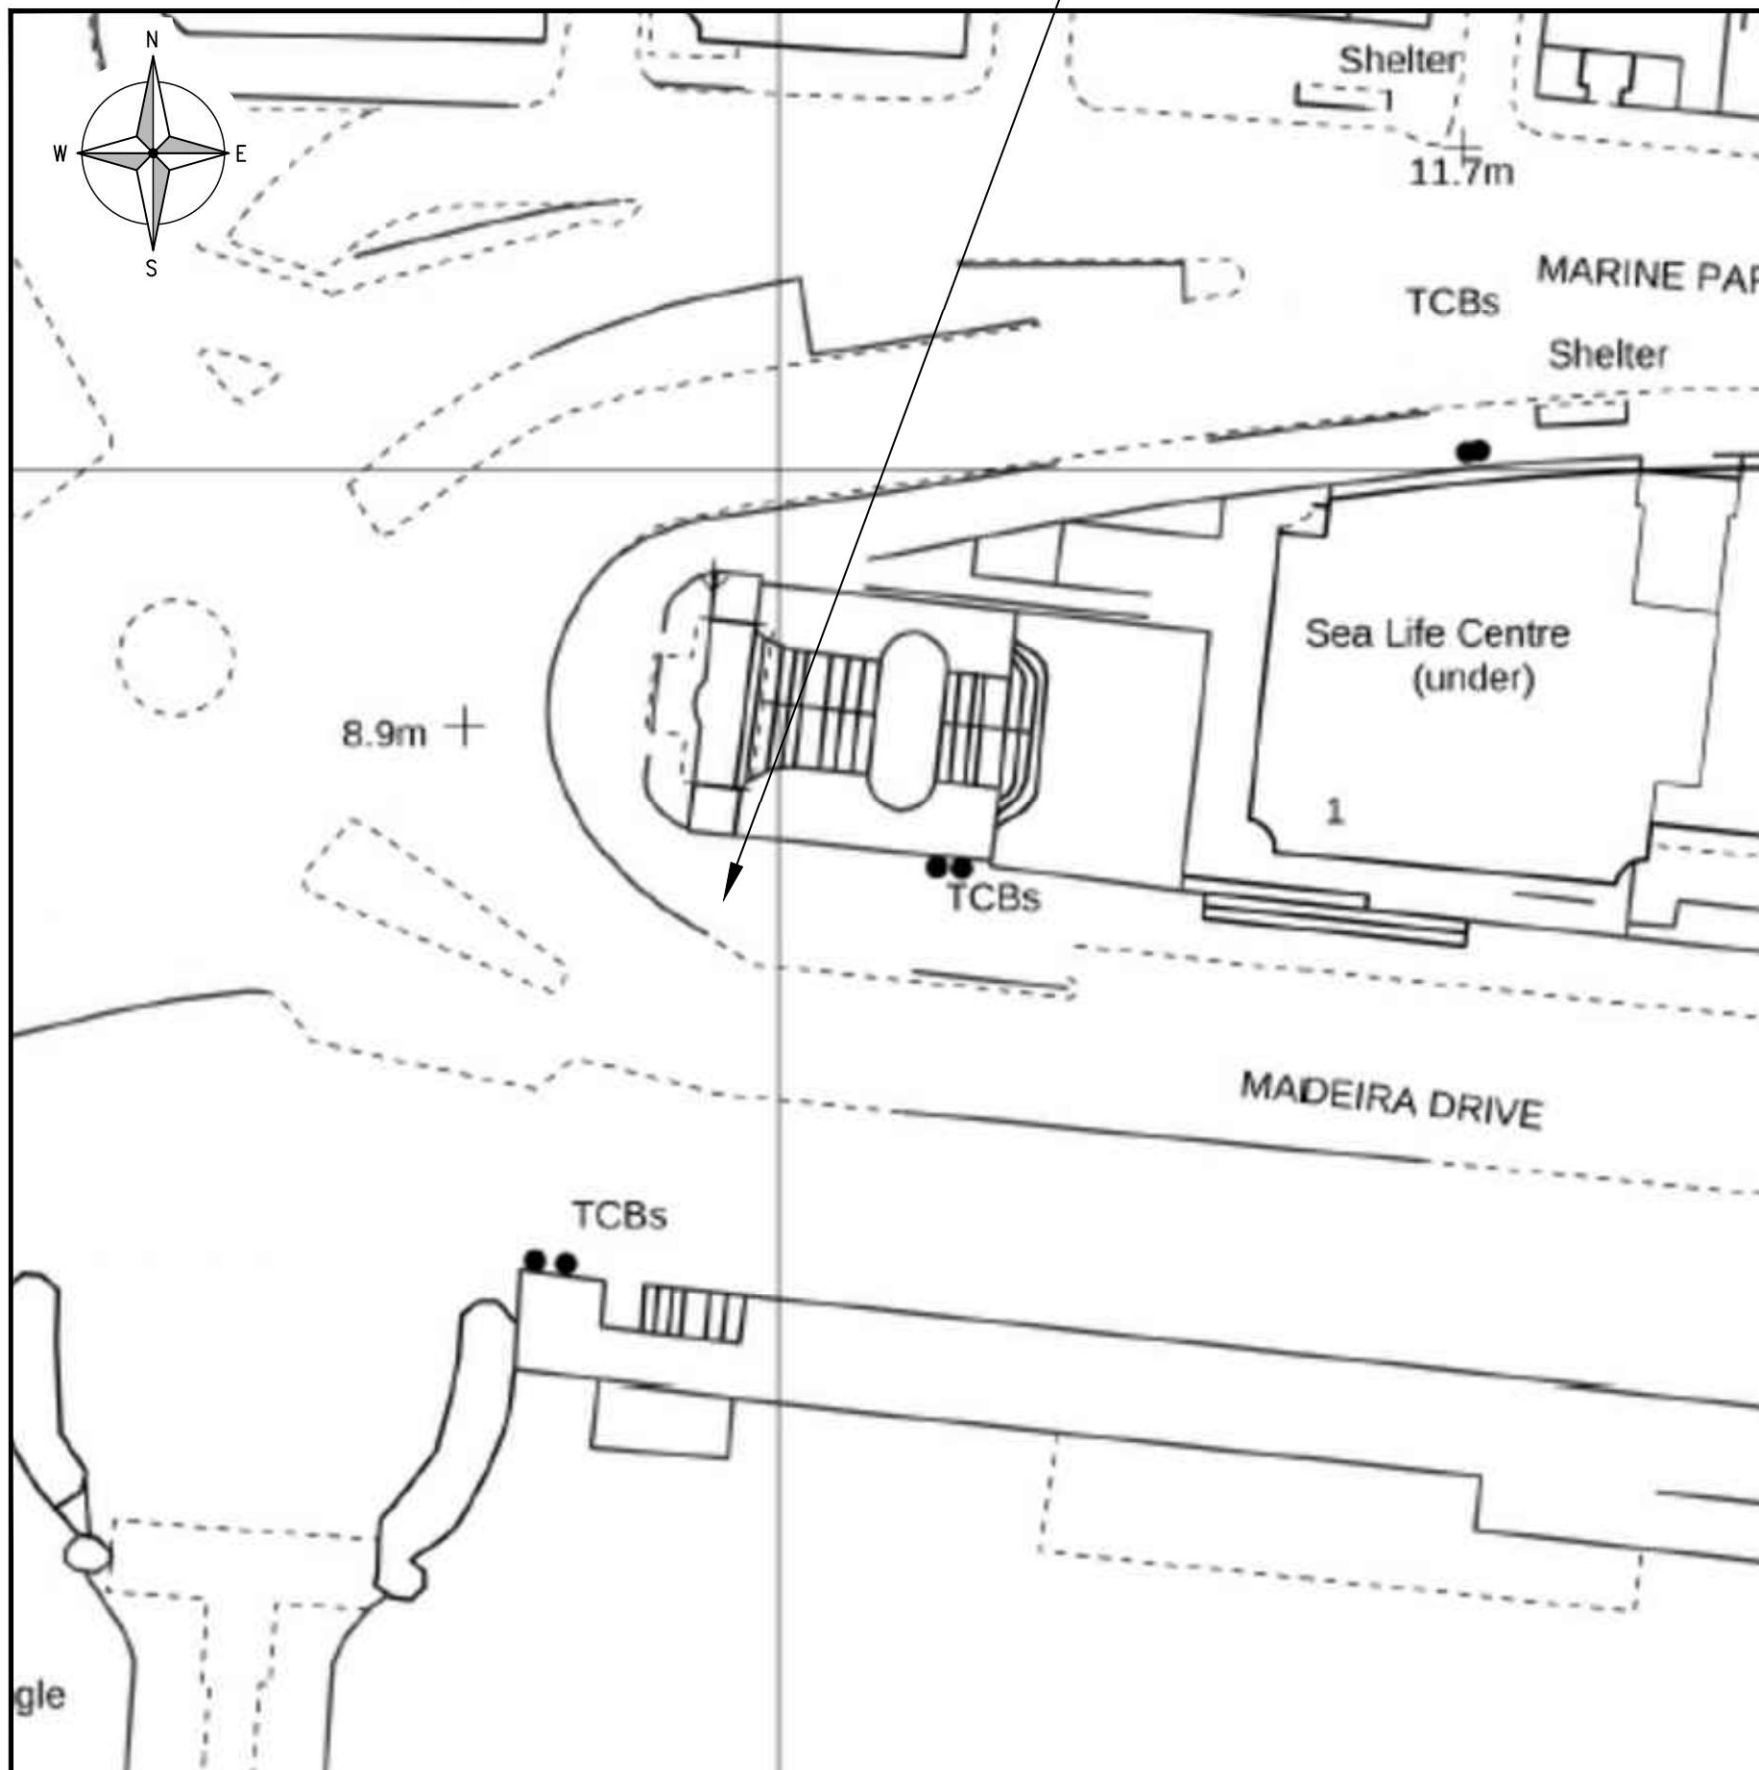 N
W E
S
Shelter
11.7m
MARINE PAR
TCBs
Shelter
Sea Life Centre
(under)
8.9m
1
TCBs
MADEIRA DRIVE
TCBs
gle